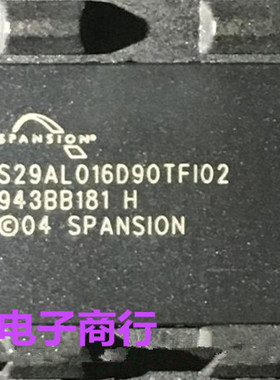 SPANSION®
S29AL016D90TFI02
943BB181 H
©04 SPANSION
电子商行